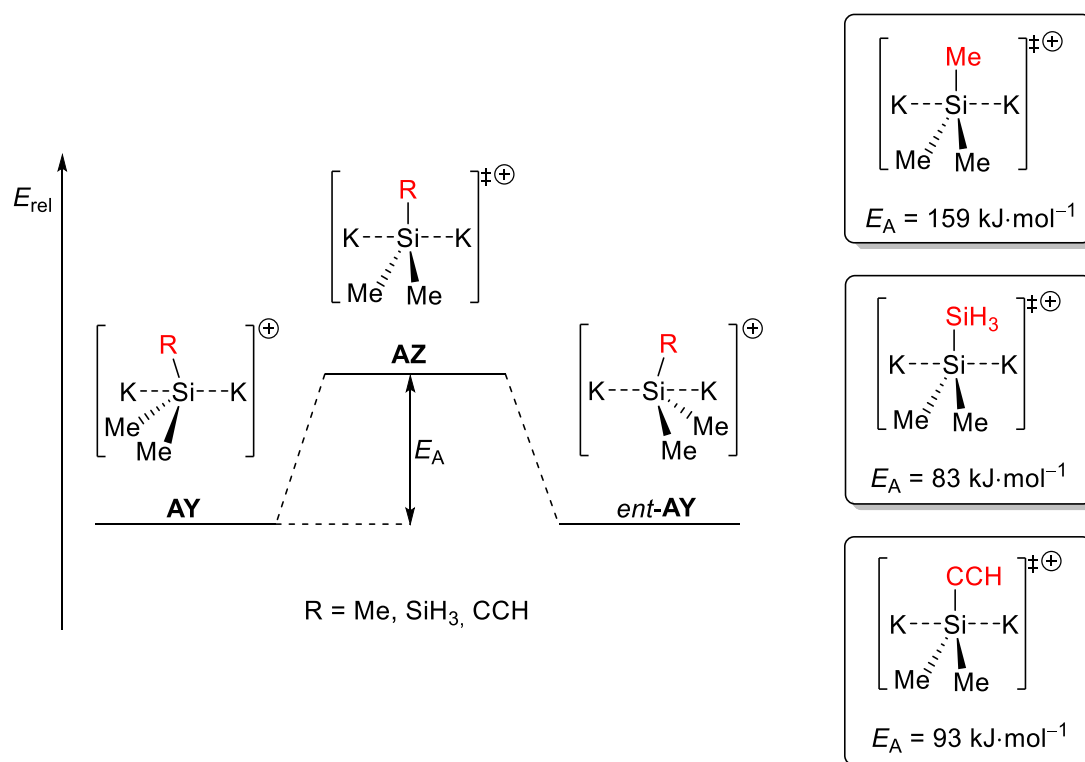 E_rel
R
K Si K
Me
Me
AY
R
‡⊕
K Si K
Me Me
AZ
E_A
R
⊕
K Si K
Me
Me
ent-AY
⊕
R = Me, SiH₃, CCH
Me
‡⊕
K Si K
Me Me
E_A = 159 kJ·mol⁻¹
SiH₃
‡⊕
K Si K
Me Me
E_A = 83 kJ·mol⁻¹
CCH
‡⊕
K Si K
Me Me
E_A = 93 kJ·mol⁻¹